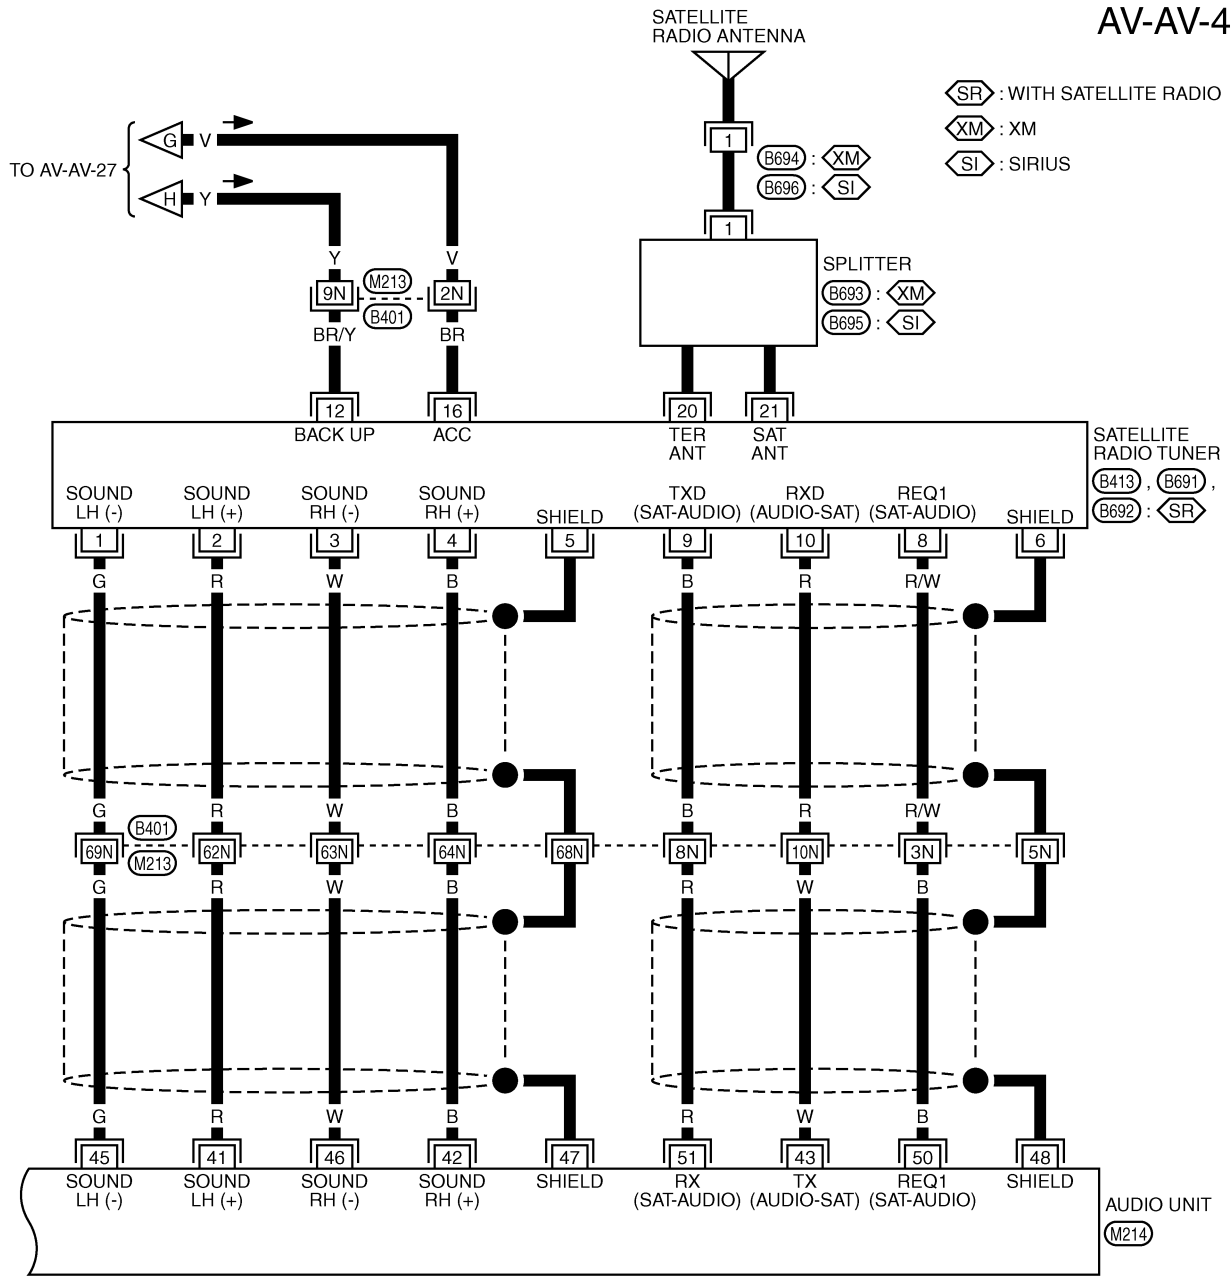 AV-AV-4
SATELLITE
RADIO ANTENNA
SR : WITH SATELLITE RADIO
XM : XM
SI : SIRIUS
TO AV-AV-27
G V
H Y
1
B694 : XM
B696 : SI
1
SPLITTER
B693 : XM
B695 : SI
Y V
9N M213 2N
B401
BR/Y BR
12 16 20 21
BACK UP ACC TER ANT SAT ANT
SATELLITE
RADIO TUNER
B413 , B691 ,
B692 : SR
SOUND LH (-) SOUND LH (+) SOUND RH (-) SOUND RH (+) SHIELD TXD (SAT-AUDIO) RXD (AUDIO-SAT) REQ1 (SAT-AUDIO) SHIELD
1 2 3 4 5 9 10 8 6
G R W B B R R/W
G R W B B R R/W
B401
69N 62N 63N 64N 68N 8N 10N 3N 5N
M213
G R W B R W B
G R W B R W B
45 41 46 42 47 51 43 50 48
SOUND LH (-) SOUND LH (+) SOUND RH (-) SOUND RH (+) SHIELD RX (SAT-AUDIO) TX (AUDIO-SAT) REQ1 (SAT-AUDIO) SHIELD
AUDIO UNIT
M214